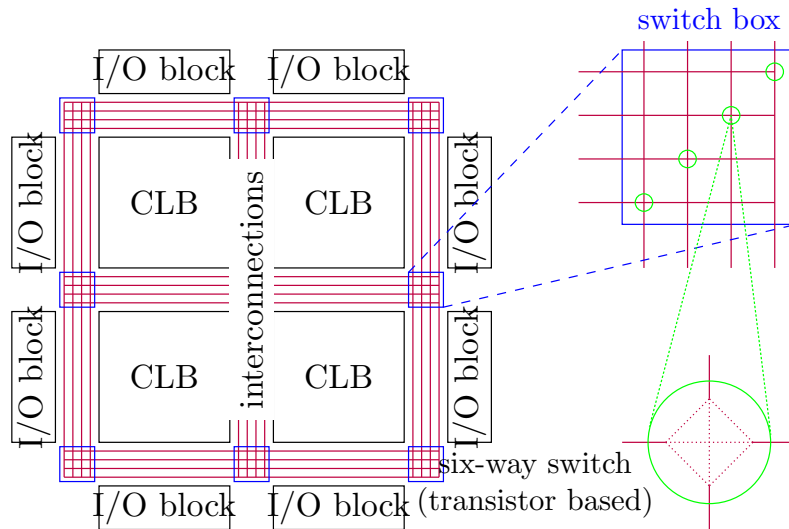 switch box
I/O block
I/O block
I/O block
CLB
CLB
I/O block
interconnections
I/O block
CLB
CLB
I/O block
six-way switch
(transistor based)
I/O block
I/O block